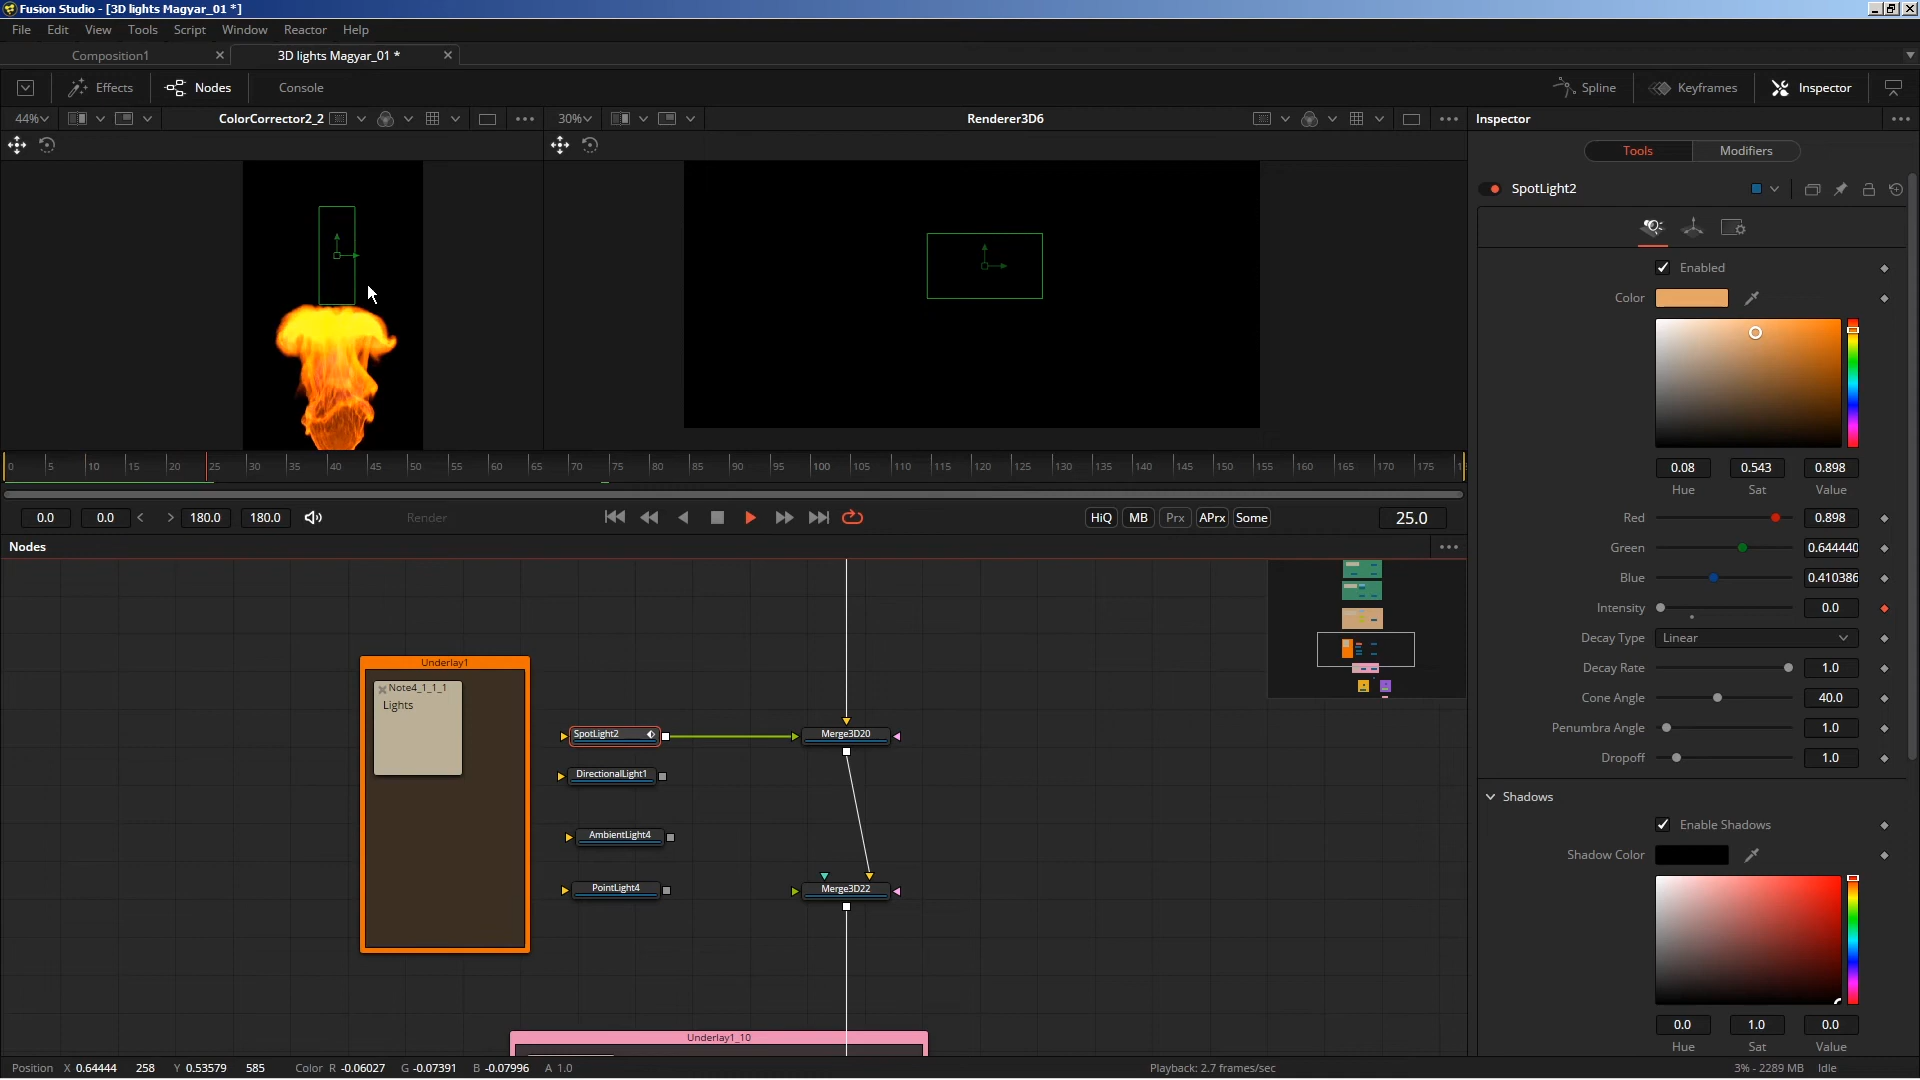 Fusion Studio - [3D lights Magyar_01 *]
File Edit View Tools Script Window Reactor Help
Composition1 3D lights Magyar_01 *
Effects Nodes Console Spline Keyframes Inspector
44% ColorCorrector2_2 30% Renderer3D6 Inspector
Tools Modifiers
SpotLight2
Enabled
Color
0.08 0.543 0.898
Hue Sat Value
Red 0.898
Green 0.644440
Blue 0.410386
Intensity 0.0
Decay Type Linear
Decay Rate 1.0
Cone Angle 40.0
Penumbra Angle 1.0
Dropoff 1.0
Shadows
Enable Shadows
Shadow Color
0.0 1.0 0.0
Hue Sat Value
0 5 10 15 20 25 30 35 40 45 50 55 60 65 70 75 80 85 90 95 100 105 110 115 120 125 130 135 140 145 150 155 160 165 170 175
0.0 0.0 180.0 180.0 Render HiQ MB Prx APrx Some 25.0
Nodes
Underlay1
Note4_1_1_1
Lights
SpotLight2 Merge3D20
DirectionalLight1
AmbientLight4
PointLight4 Merge3D22
Underlay1_10
Position X 0.64444 258 Y 0.53579 585 Color R -0.06027 G -0.07391 B -0.07996 A 1.0 Playback: 2.7 frames/sec 3% - 2289 MB Idle